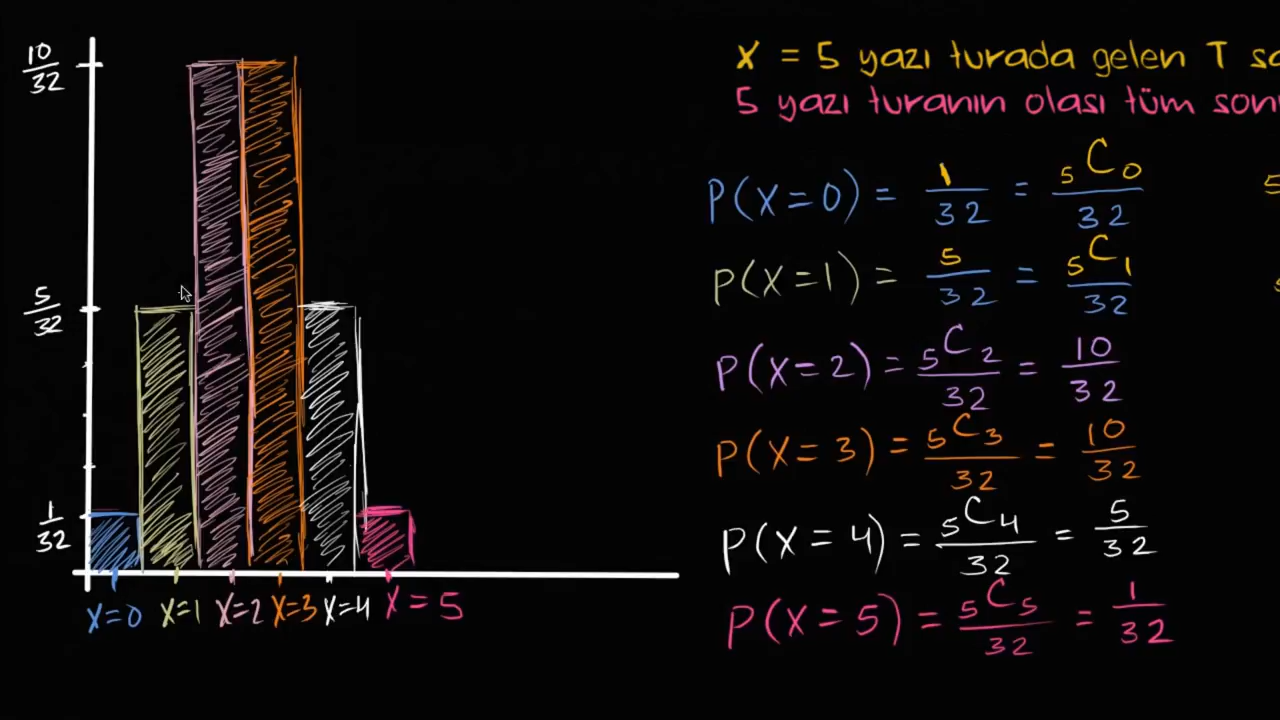 X = 5 yazı turada gelen T
5 yazı turanın olası tüm
P(X=0) = 1/32 = ₅C₀/32
P(X=1) = 5/32 = ₅C₁/32
P(X=2) = ₅C₂/32 = 10/32
P(X=3) = ₅C₃/32 = 10/32
P(X=4) = ₅C₄/32 = 5/32
P(X=5) = ₅C₅/32 = 1/32
10/32
5/32
1/32
X=0 X=1 X=2 X=3 X=4 X=5